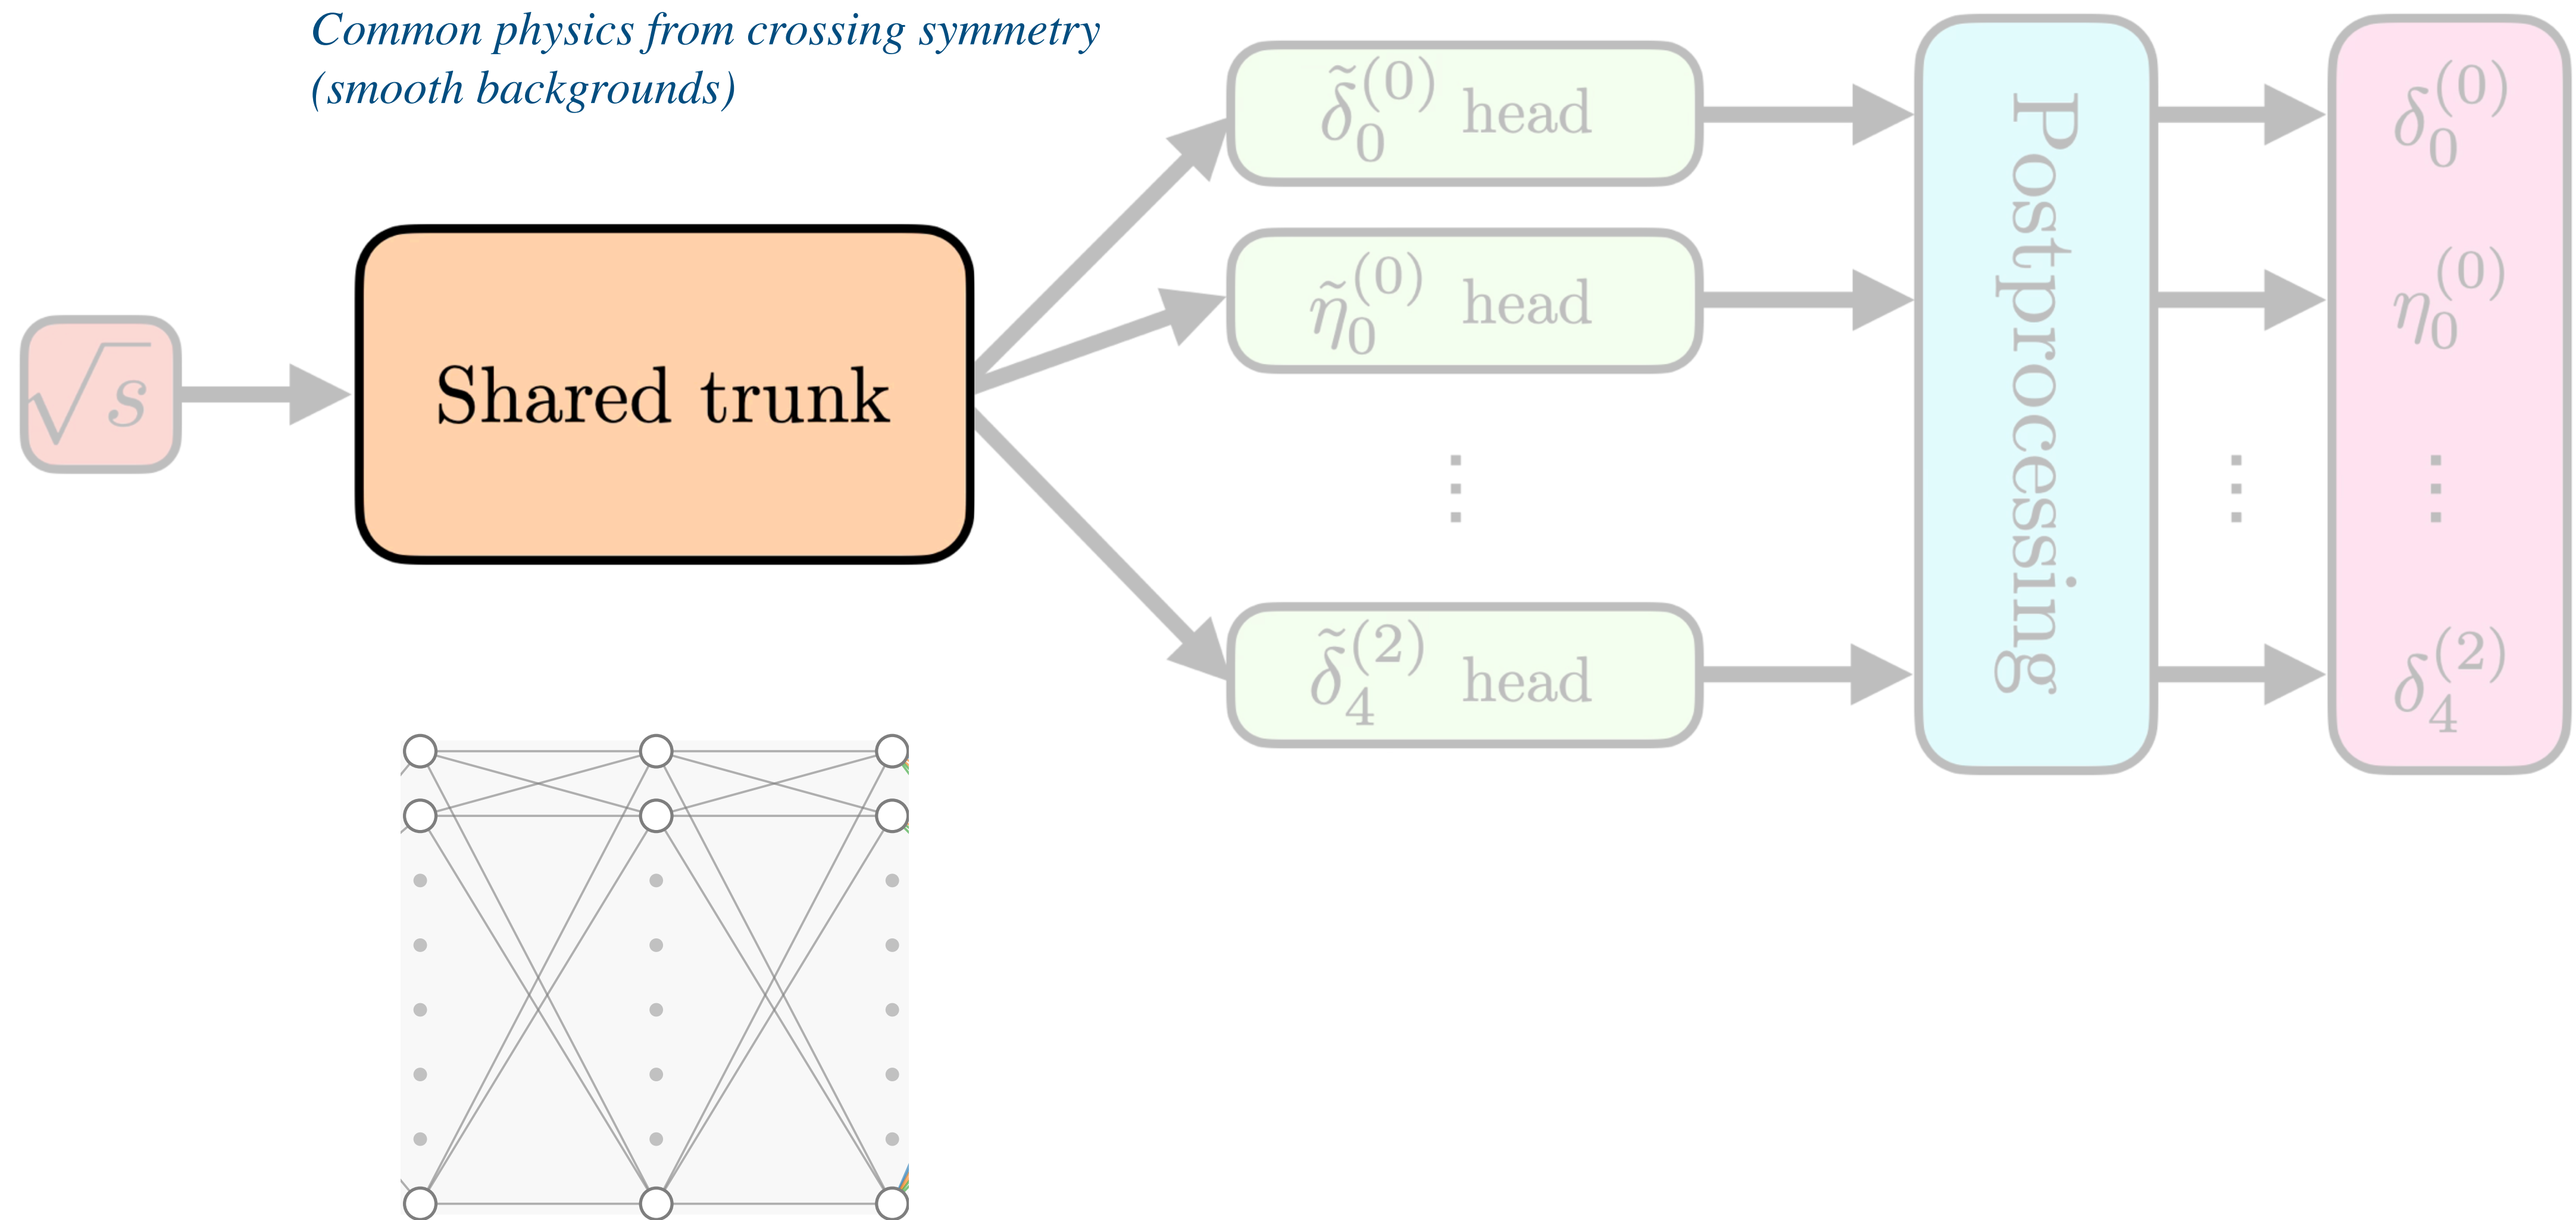 Common physics from crossing symmetry
(smooth backgrounds)
√s
Shared trunk
δ̃₀⁽⁰⁾ head
η̃₀⁽⁰⁾ head
⋮
δ̃₄⁽²⁾ head
Postprocessing
⋮
δ₀⁽⁰⁾
η₀⁽⁰⁾
⋮
δ₄⁽²⁾